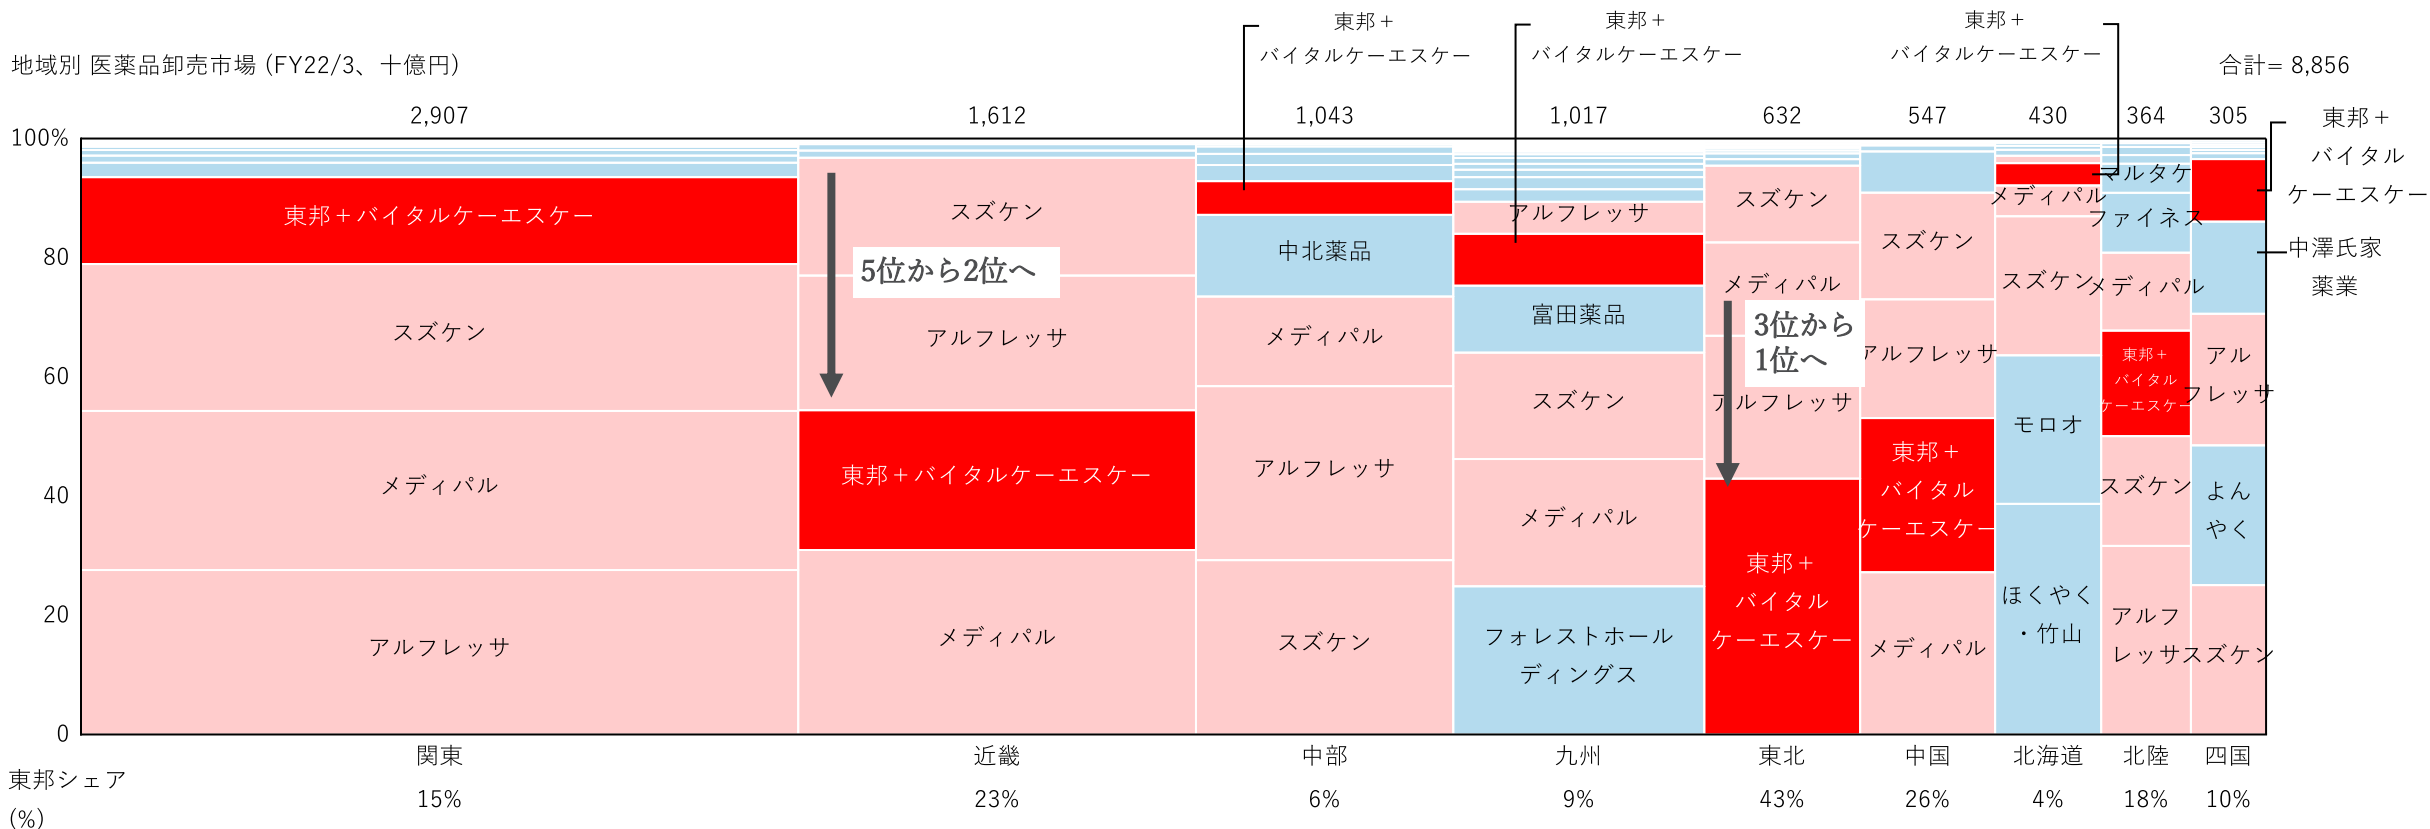 東邦＋
バイタルケーエスケー
東邦＋
バイタルケーエスケー
東邦＋
バイタルケーエスケー
地域別 医薬品卸売市場 (FY22/3、十億円)
合計= 8,856
2,907
1,612
1,043
1,017
632
547
430
364
305
東邦＋
バイタル
ケーエスケー
中澤氏家
薬業
100%
80
60
40
20
0
東邦＋バイタルケーエスケー
スズケン
メディパル
アルフレッサ
スズケン
5位から2位へ
アルフレッサ
東邦＋バイタルケーエスケー
メディパル
中北薬品
メディパル
アルフレッサ
スズケン
アルフレッサ
富田薬品
スズケン
メディパル
フォレストホール
ディングス
スズケン
メディパル
3位から
1位へ
アルフレッサ
東邦＋
バイタル
ケーエスケー
スズケン
アルフレッサ
東邦＋
バイタル
ケーエスケー
メディパル
メディパル
スズケン
モロオ
ほくやく
・竹山
マルタケ
ファイネス
メディパル
東邦＋
バイタル
ケーエスケー
スズケン
アルフ
レッサ
アル
フレッサ
よん
やく
スズケン
関東
近畿
中部
九州
東北
中国
北海道
北陸
四国
東邦シェア
(%)
15%
23%
6%
9%
43%
26%
4%
18%
10%